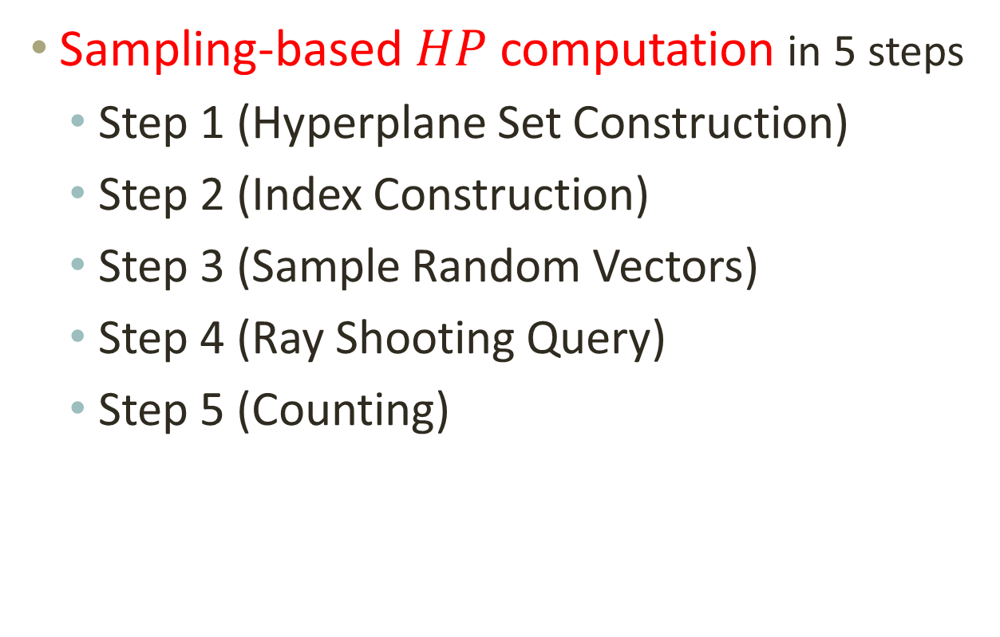 • Sampling-based HP computation in 5 steps
• Step 1 (Hyperplane Set Construction)
• Step 2 (Index Construction)
• Step 3 (Sample Random Vectors)
• Step 4 (Ray Shooting Query)
• Step 5 (Counting)